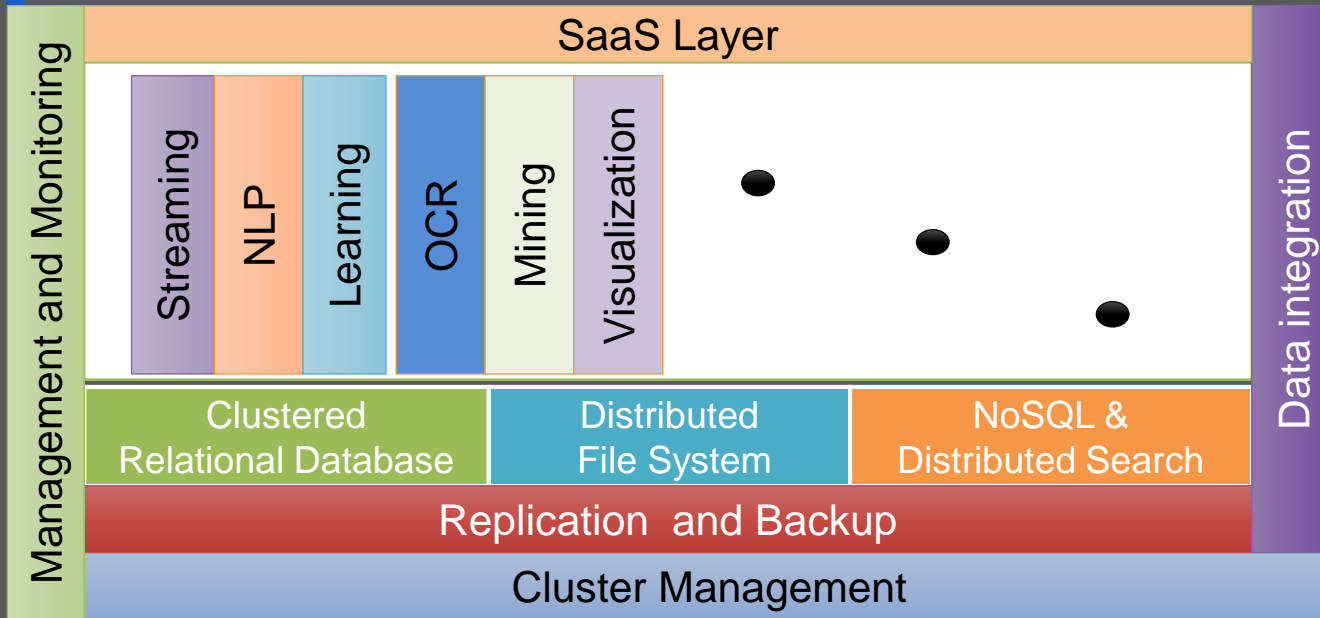 SaaS Layer
Management and Monitoring
Streaming
NLP
Learning
OCR
Mining
Visualization
Data integration
Clustered
Relational Database
Distributed
File System
NoSQL &
Distributed Search
Replication  and Backup
Cluster Management